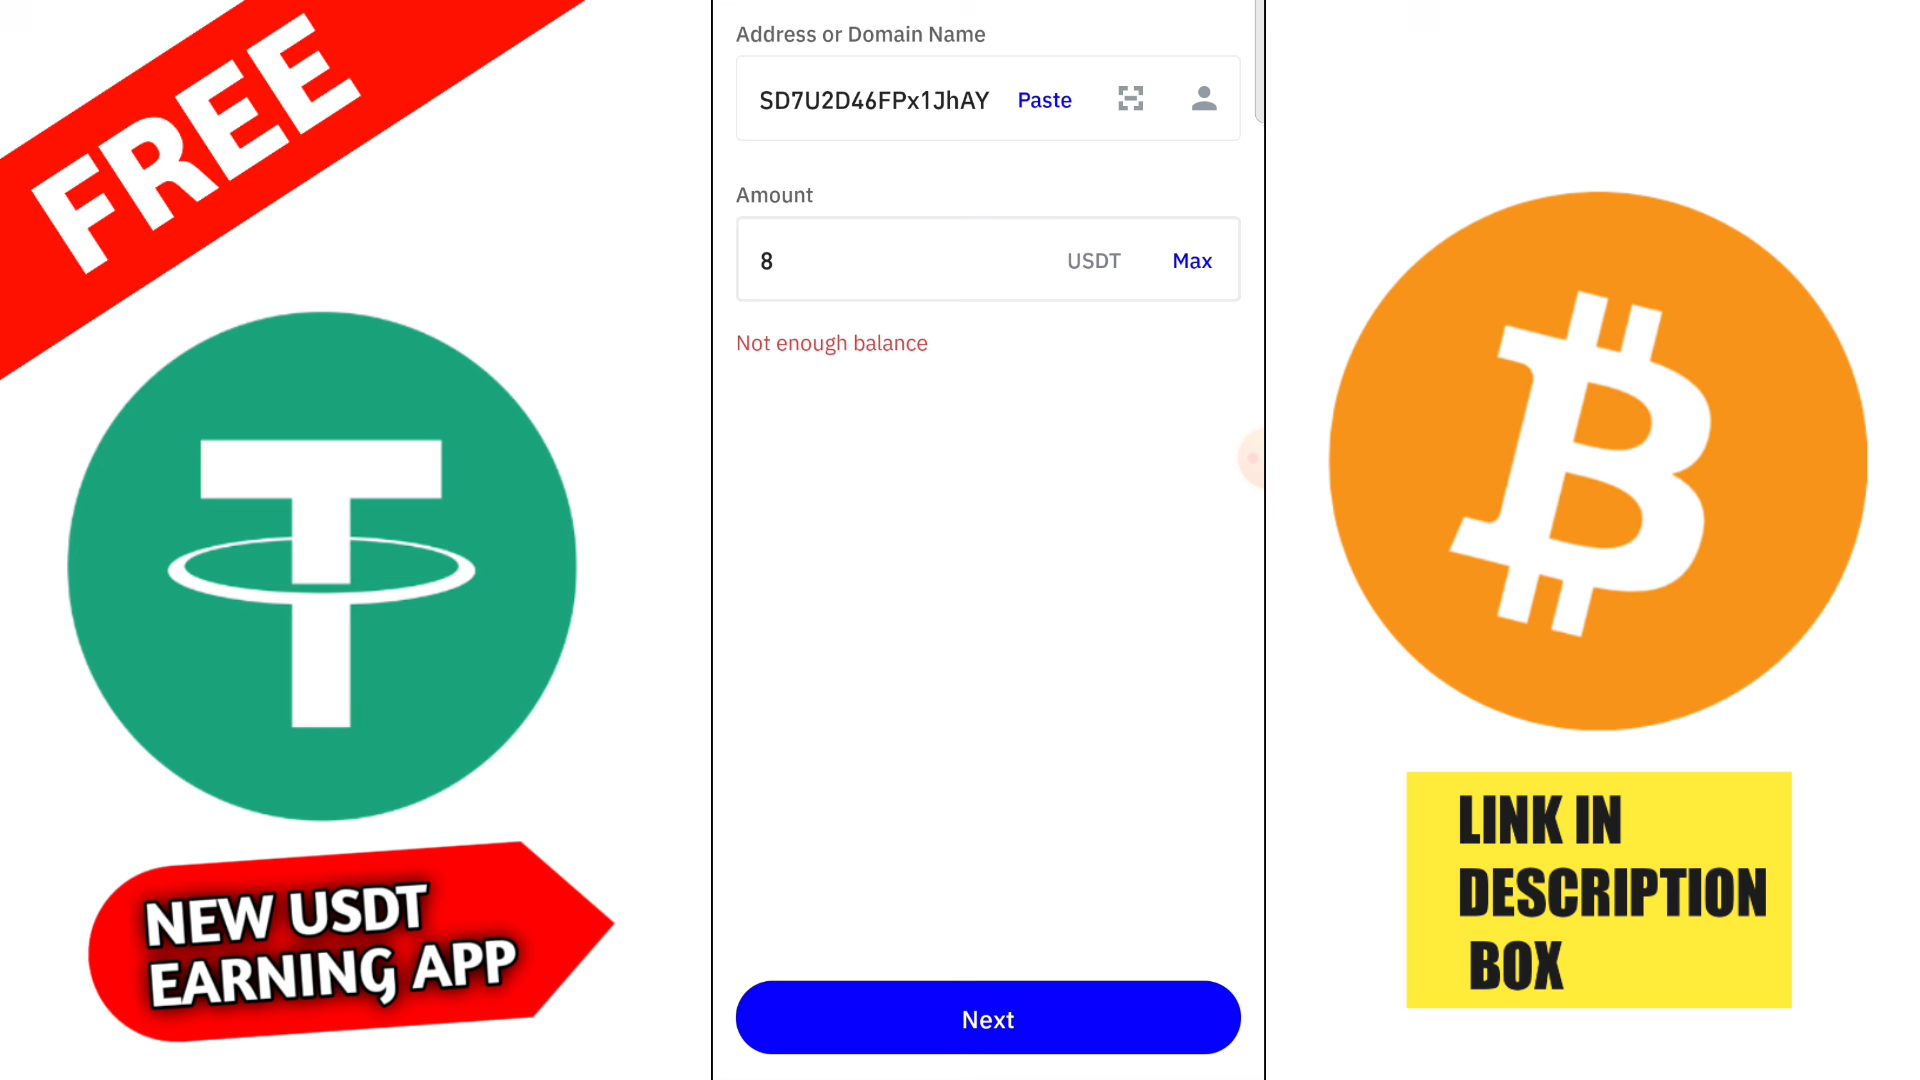 FREE
NEW USDT
EARNING APP
Address or Domain Name
SD7U2D46FPx1JhAY Paste
Amount
8 USDT Max
Not enough balance
Next
LINK IN
DESCRIPTION
BOX